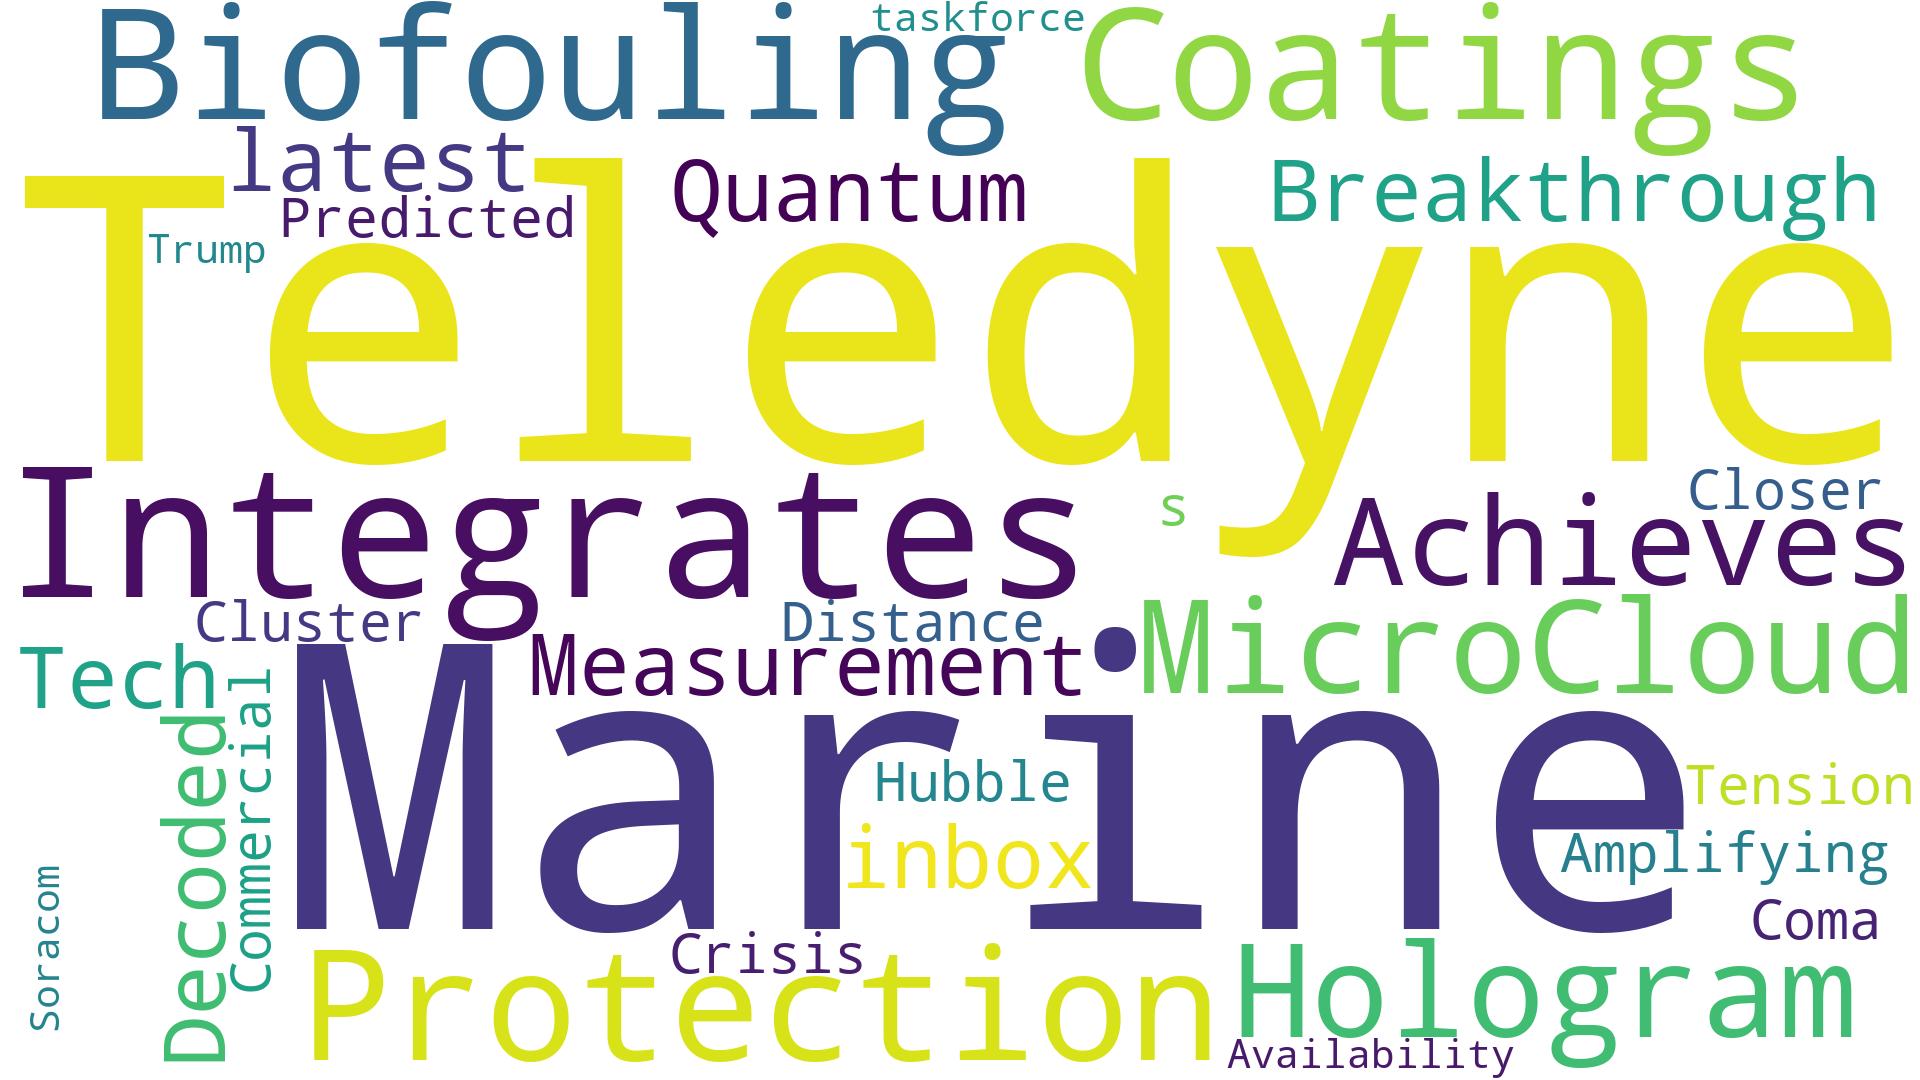 taskforce
Biofouling
Coatings
latest
Quantum
Breakthrough
Predicted
Trump
Teledyne
Integrates
s
Closer
Achieves
Cluster
Distance
MicroCloud
Tech
Measurement
Marine
Decoded
Commercial
Hubble
Tension
inbox
Amplifying
Soracom
Coma
Crisis
Protection
Hologram
Availability